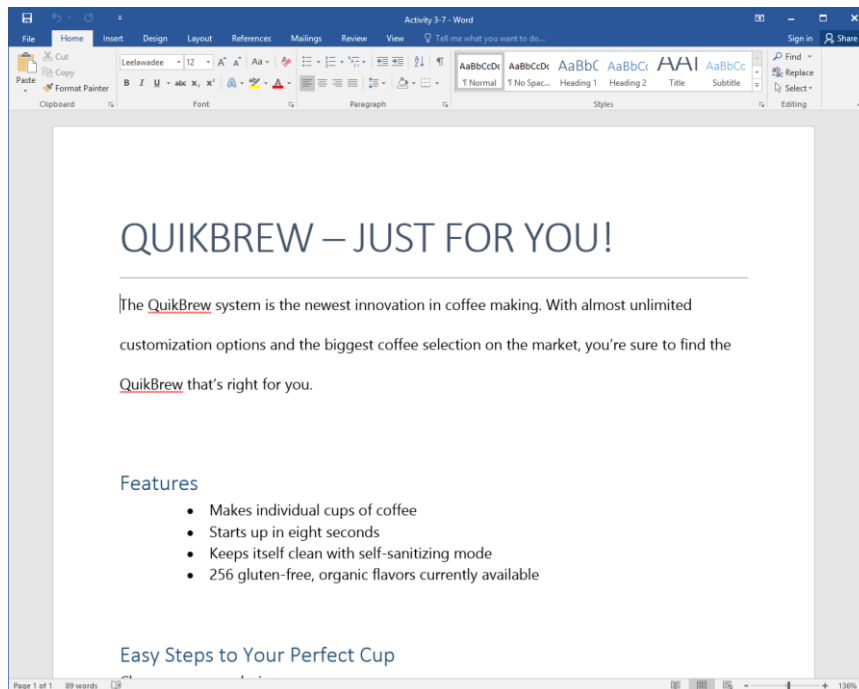 Activity 3-7 - Word
File Home Insert Design Layout References Mailings Review View Tell me what you want to do... Sign in Share
Paste
Cut
Copy
Format Painter
Clipboard
Leelawadee 12 A A Aa
B I U abc x₂ x² A ab A
Font
Paragraph
AaBbCcDc AaBbCcDc AaBbC AaBbCc AAI AaBbCc
¶ Normal ¶ No Spac... Heading 1 Heading 2 Title Subtitle
Styles
Find
Replace
Select
Editing
QUIKBREW – JUST FOR YOU!
The QuikBrew system is the newest innovation in coffee making. With almost unlimited
customization options and the biggest coffee selection on the market, you’re sure to find the
QuikBrew that’s right for you.
Features
• Makes individual cups of coffee
• Starts up in eight seconds
• Keeps itself clean with self-sanitizing mode
• 256 gluten-free, organic flavors currently available
Easy Steps to Your Perfect Cup
Page 1 of 1 89 words 136%